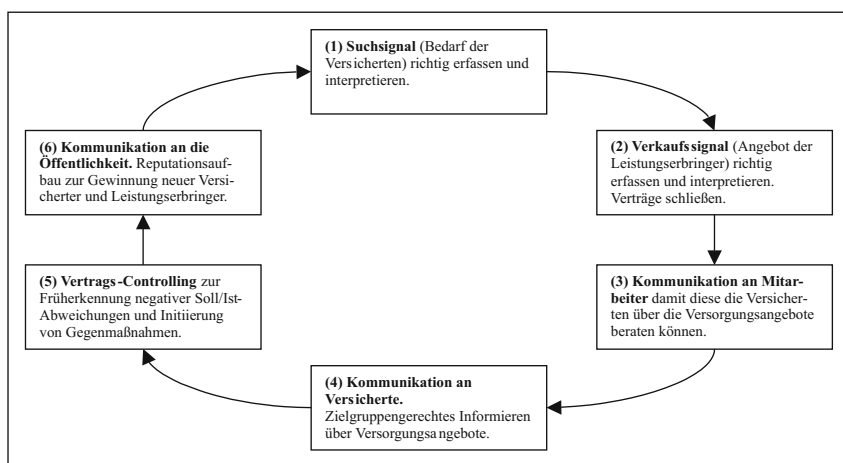 (1) Suchsignal (Bedarf der
Versicherten) richtig erfassen und
interpretieren.
(2) Verkaufssignal (Angebot der
Leistungserbringer) richtig
erfassen und interpretieren.
Verträge schließen.
(3) Kommunikation an Mitar-
beiter damit diese die Versicher-
ten über die Versorgungsangebote
beraten können.
(4) Kommunikation an
Versicherte.
Zielgruppengerechtes Informieren
über Versorgungsangebote.
(5) Vertrags-Controlling zur
Früherkennung negativer Soll/Ist-
Abweichungen und Initiierung
von Gegenmaßnahmen.
(6) Kommunikation an die
Öffentlichkeit. Reputationsauf-
bau zur Gewinnung neuer Versi-
cherter und Leistungserbringer.